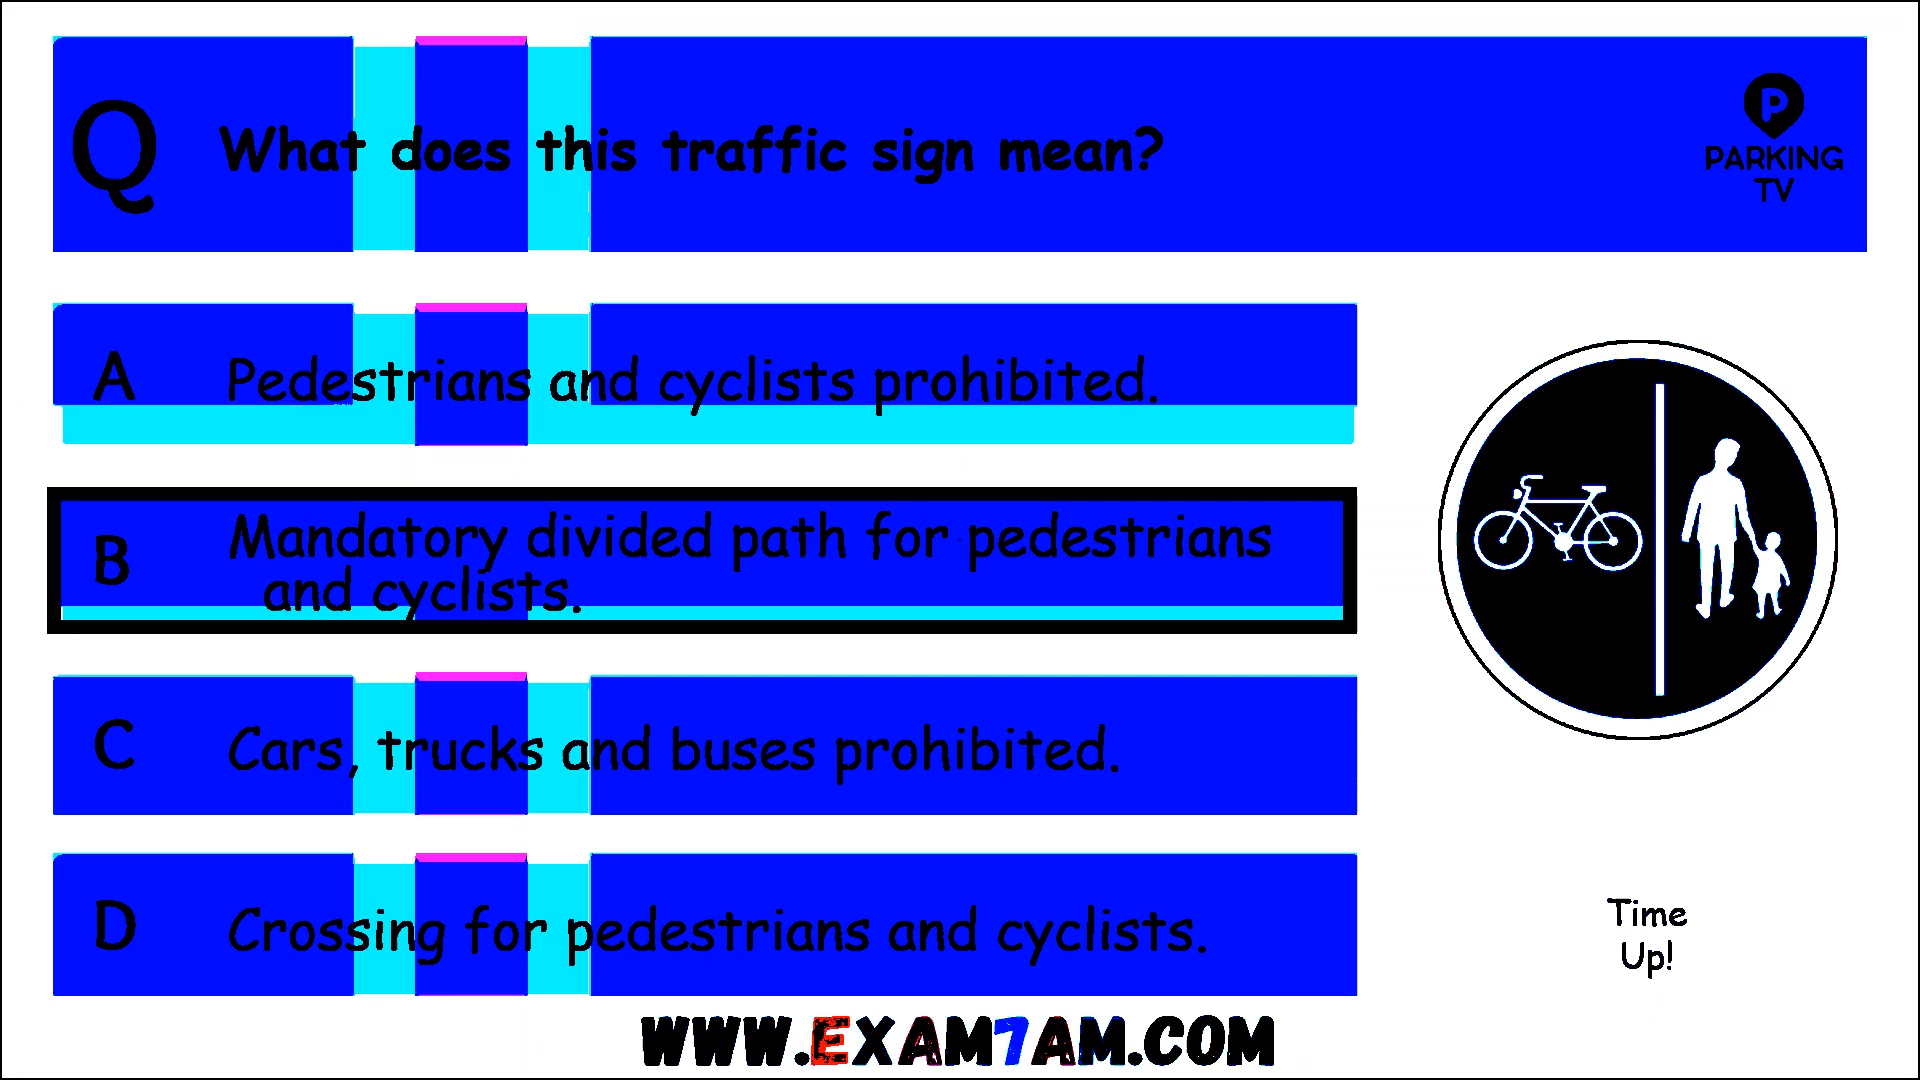 Q What does this traffic sign mean?
P
PARKING
TV
A Pedestrians and cyclists prohibited.
B Mandatory divided path for pedestrians
and cyclists.
C Cars, trucks and buses prohibited.
D Crossing for pedestrians and cyclists.
Time
Up!
WWW.EXAM7AM.COM